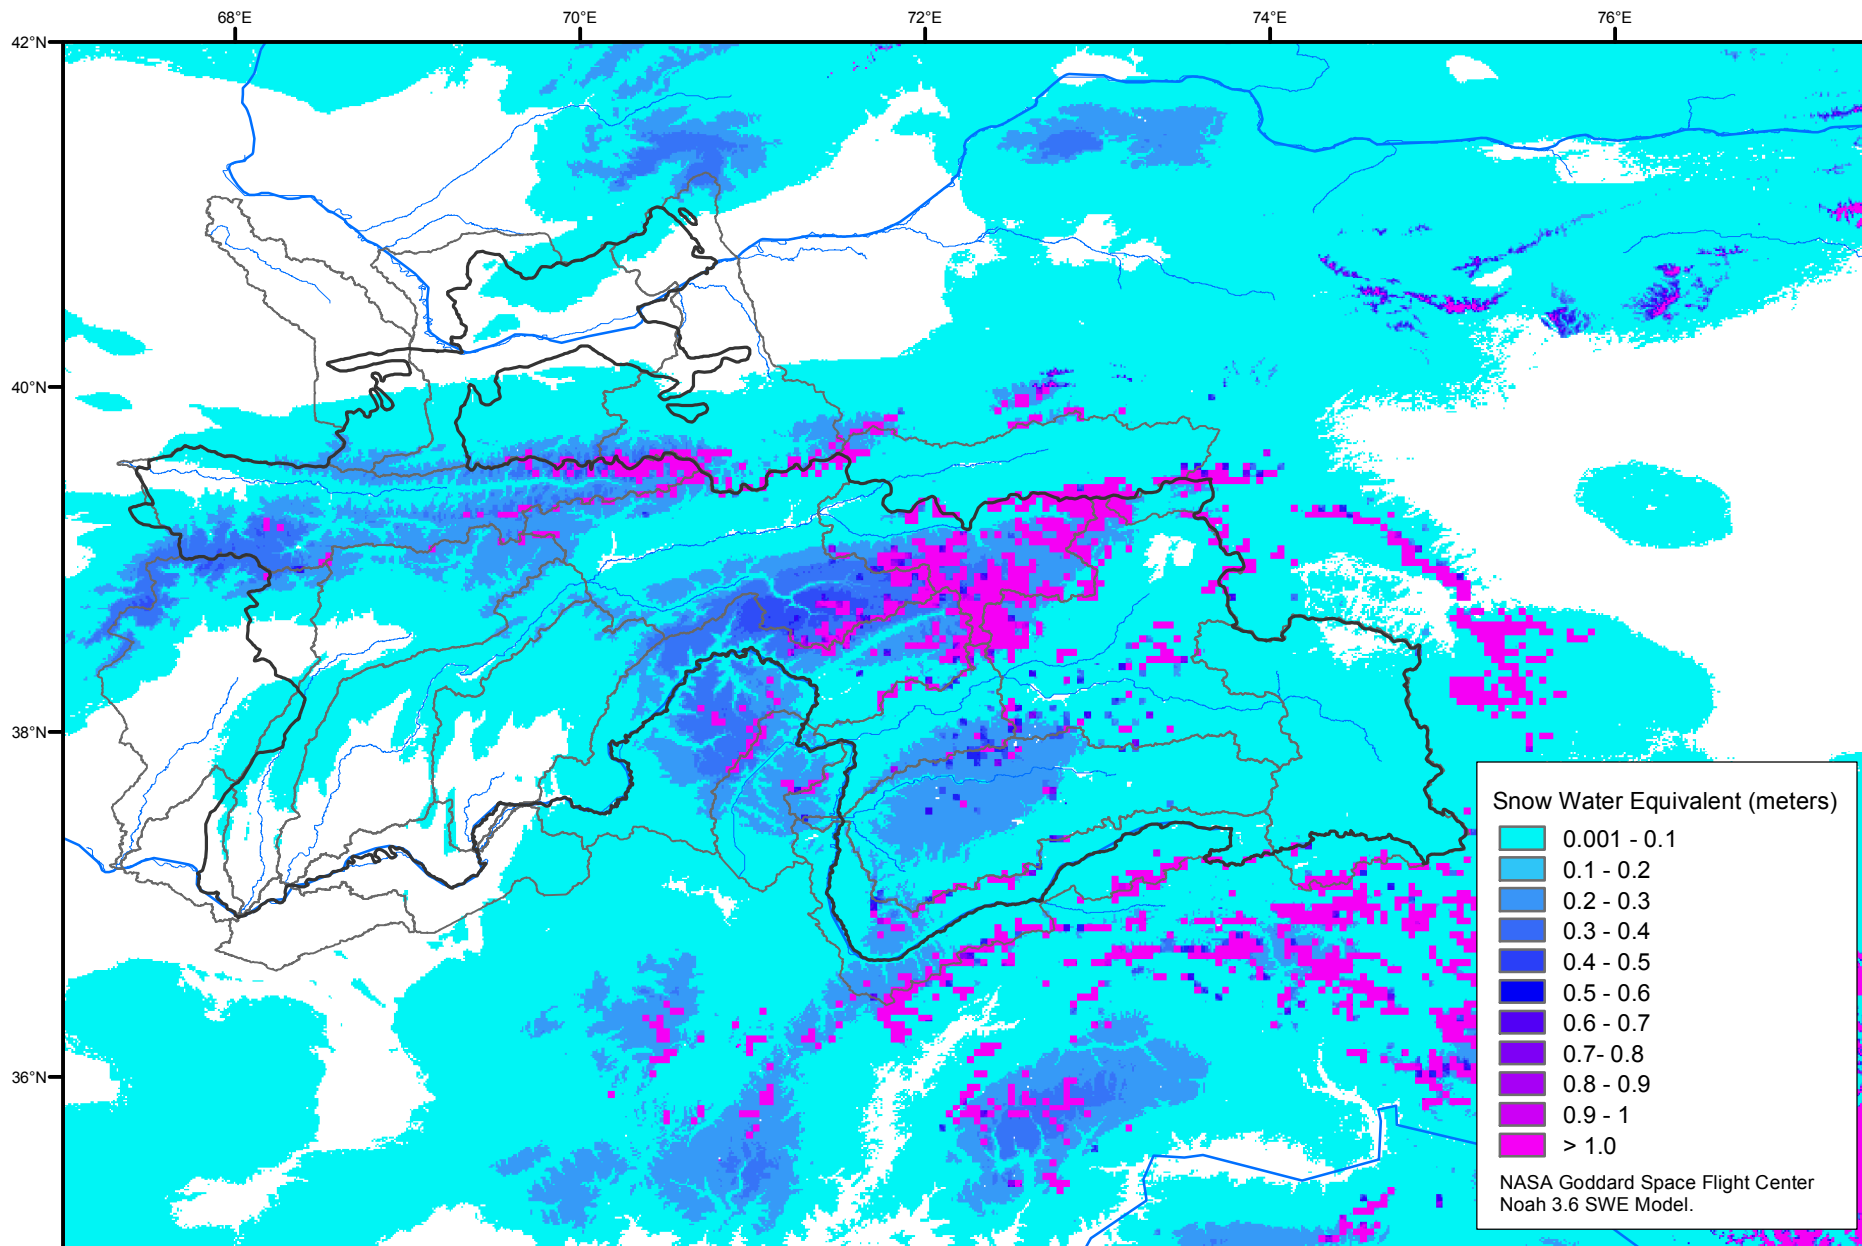 68°E 70°E 72°E 74°E 76°E
42°N
40°N
38°N
36°N
Snow Water Equivalent (meters)
0.001 - 0.1
0.1 - 0.2
0.2 - 0.3
0.3 - 0.4
0.4 - 0.5
0.5 - 0.6
0.6 - 0.7
0.7- 0.8
0.8 - 0.9
0.9 - 1
> 1.0
NASA Goddard Space Flight Center
Noah 3.6 SWE Model.